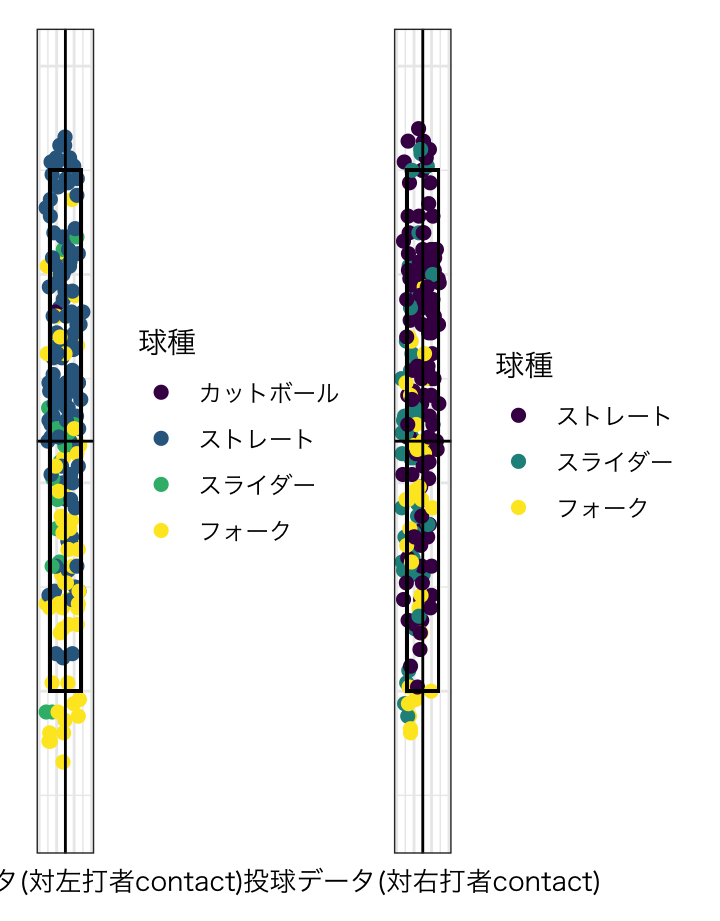 球種
カットボール
ストレート
スライダー
フォーク
球種
ストレート
スライダー
フォーク
タ(対左打者contact)投球データ(対右打者contact)